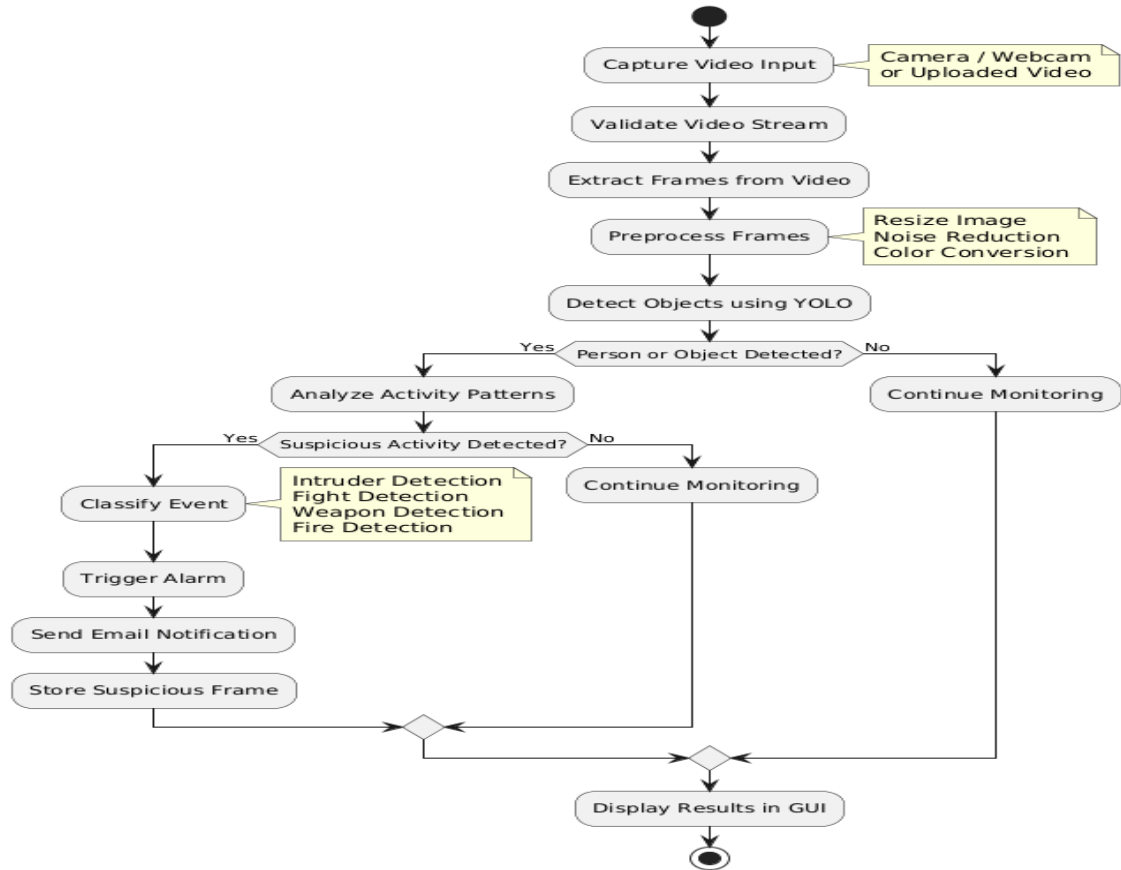 Capture Video Input
Camera / Webcam
or Uploaded Video
Validate Video Stream
Extract Frames from Video
Preprocess Frames
Resize Image
Noise Reduction
Color Conversion
Detect Objects using YOLO
Yes
Person or Object Detected?
No
Analyze Activity Patterns
Continue Monitoring
Yes
Suspicious Activity Detected?
No
Classify Event
Intruder Detection
Fight Detection
Weapon Detection
Fire Detection
Continue Monitoring
Trigger Alarm
Send Email Notification
Store Suspicious Frame
Display Results in GUI